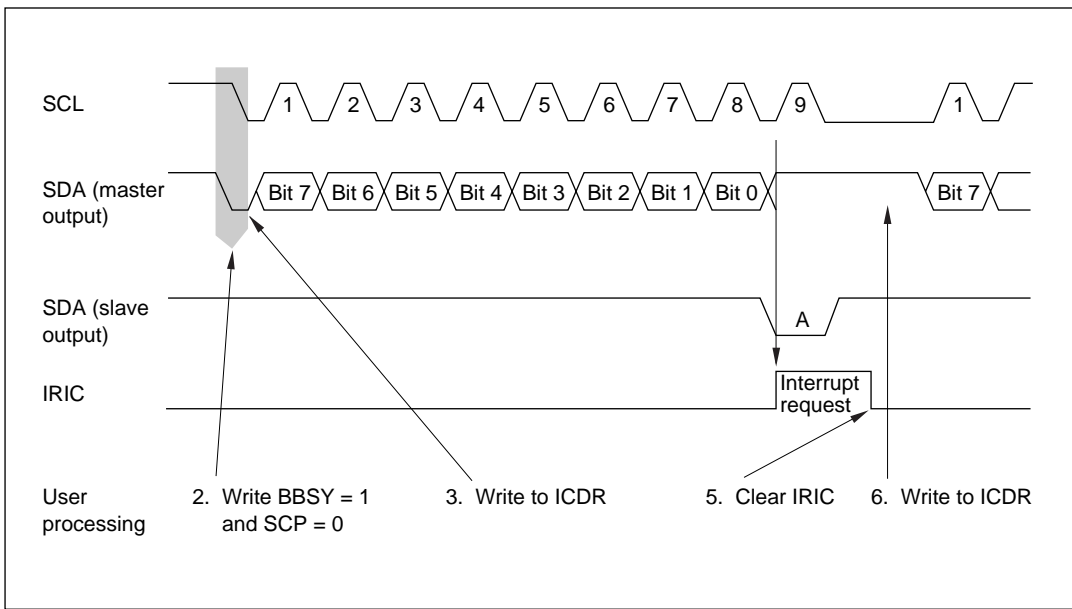 SCL
1 2 3 4 5 6 7 8 9 1
SDA (master
output)
Bit 7 Bit 6 Bit 5 Bit 4 Bit 3 Bit 2 Bit 1 Bit 0 Bit 7
SDA (slave
output)
A
IRIC
Interrupt
request
User
processing
2. Write BBSY = 1
and SCP = 0
3. Write to ICDR
5. Clear IRIC
6. Write to ICDR